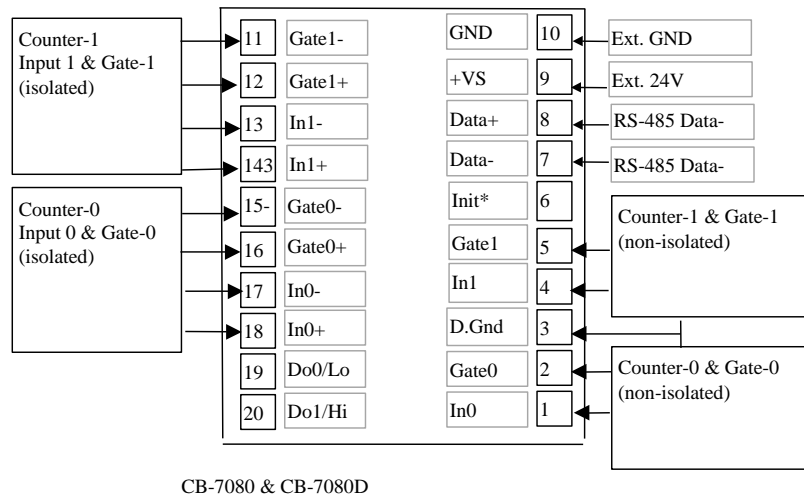 Counter-1
Input 1 & Gate-1
(isolated)
11 Gate1-
12 Gate1+
13 In1-
143 In1+
Counter-0
Input 0 & Gate-0
(isolated)
15- Gate0-
16 Gate0+
17 In0-
18 In0+
19 Do0/Lo
20 Do1/Hi
GND 10 Ext. GND
+VS 9 Ext. 24V
Data+ 8 RS-485 Data-
Data- 7 RS-485 Data-
Init* 6
Gate1 5
In1 4
D.Gnd 3
Gate0 2
In0 1
Counter-1 & Gate-1
(non-isolated)
Counter-0 & Gate-0
(non-isolated)
CB-7080 & CB-7080D